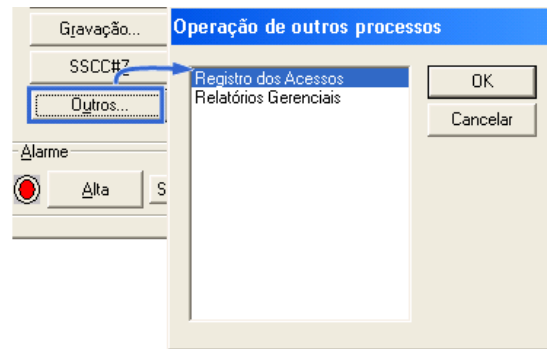 Gravação...
SSCC#7
Outros...
Alarme
Alta
S
Operação de outros processos
Registro dos Acessos
Relatórios Gerenciais
OK
Cancelar